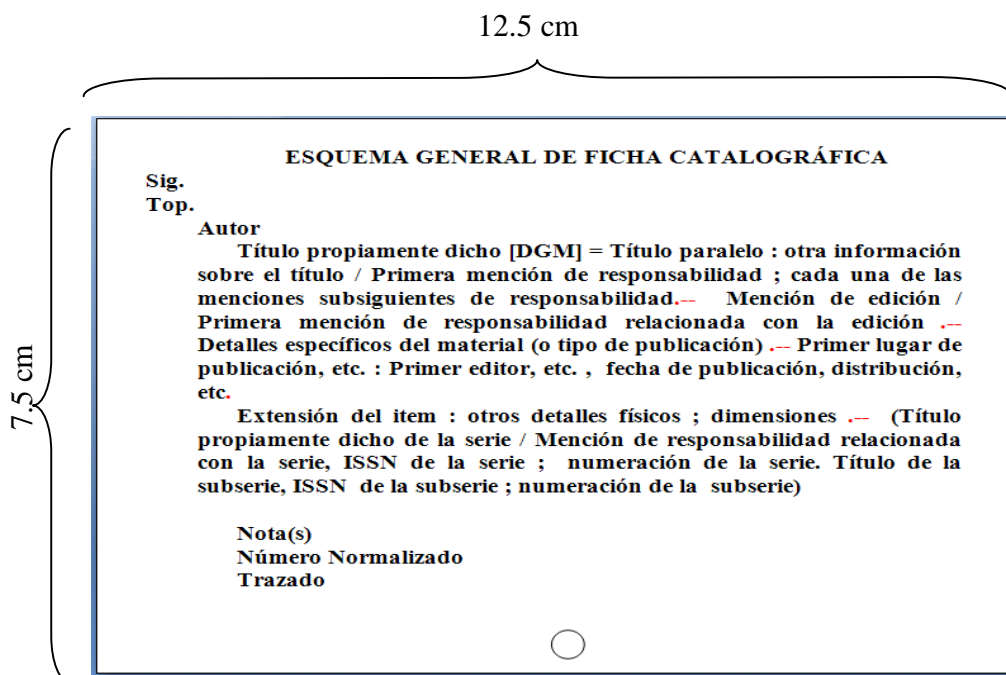 12.5 cm
7.5 cm
ESQUEMA GENERAL DE FICHA CATALOGRÁFICA
Sig.
Top.
Autor
Título propiamente dicho [DGM] = Título paralelo : otra información
sobre el título / Primera mención de responsabilidad ; cada una de las
menciones subsiguientes de responsabilidad.-- Mención de edición /
Primera mención de responsabilidad relacionada con la edición .--
Detalles específicos del material (o tipo de publicación) .-- Primer lugar de
publicación, etc. : Primer editor, etc. , fecha de publicación, distribución,
etc.
Extensión del item : otros detalles físicos ; dimensiones .-- (Título
propiamente dicho de la serie / Mención de responsabilidad relacionada
con la serie, ISSN de la serie ; numeración de la serie. Título de la
subserie, ISSN de la subserie ; numeración de la subserie)
Nota(s)
Número Normalizado
Trazado